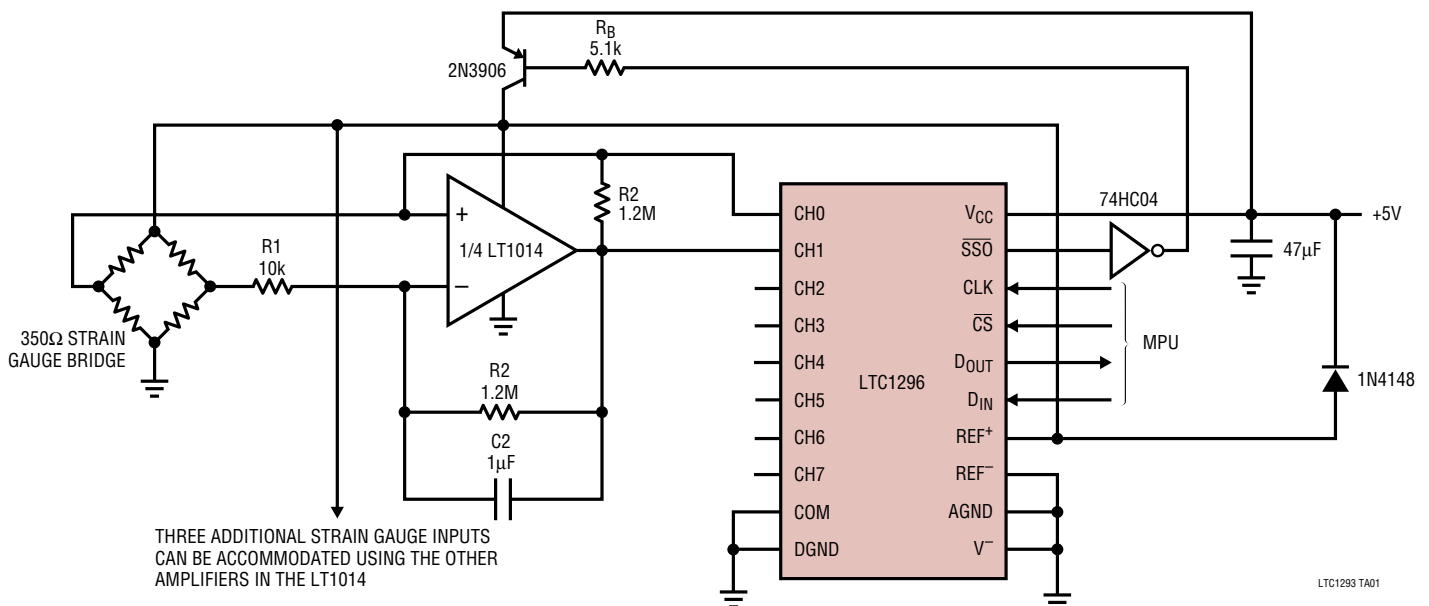 R_B
5.1k
2N3906
R2
1.2M
+
1/4 LT1014
–
R1
10k
350Ω STRAIN
GAUGE BRIDGE
R2
1.2M
C2
1µF
THREE ADDITIONAL STRAIN GAUGE INPUTS
CAN BE ACCOMMODATED USING THE OTHER
AMPLIFIERS IN THE LT1014
CH0
CH1
CH2
CH3
CH4
CH5
CH6
CH7
COM
DGND
LTC1296
V_CC
S̅S̅O̅
CLK
C̅S̅
D_OUT
D_IN
REF⁺
REF⁻
AGND
V⁻
74HC04
+5V
47µF
MPU
1N4148
LTC1293 TA01